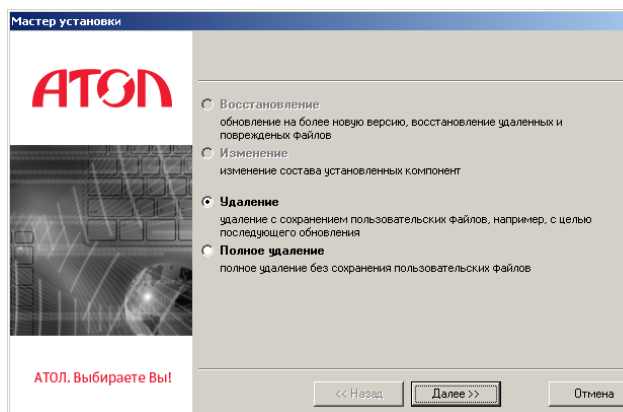 Мастер установки
АТОЛ
Восстановление
обновление на более новую версию, восстановление удаленных и
поврежденых файлов
Изменение
изменение состава установленных компонент
Удаление
удаление с сохранением пользовательских файлов, например, с целью
последующего обновления
Полное удаление
полное удаление без сохранения пользовательских файлов
АТОЛ. Выбираете Вы!
<< Назад
Далее >>
Отмена